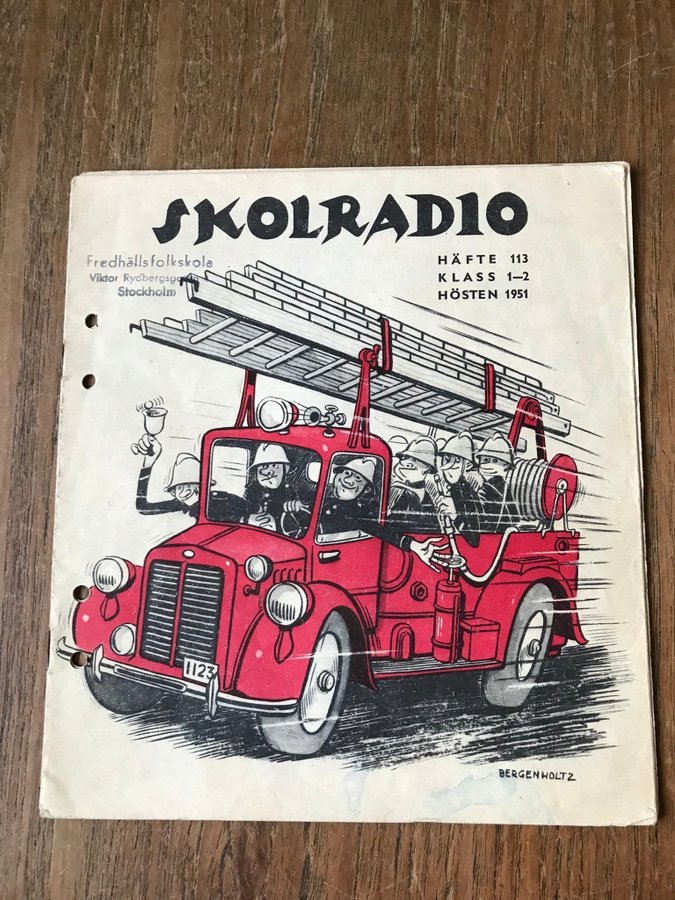 SKOLRADIO
Fredhällsfolkskola
Viktor Rydbergsg
Stockholm
HÄFTE 113
KLASS 1—2
HÖSTEN 1951
1123
BERGENHOLTZ